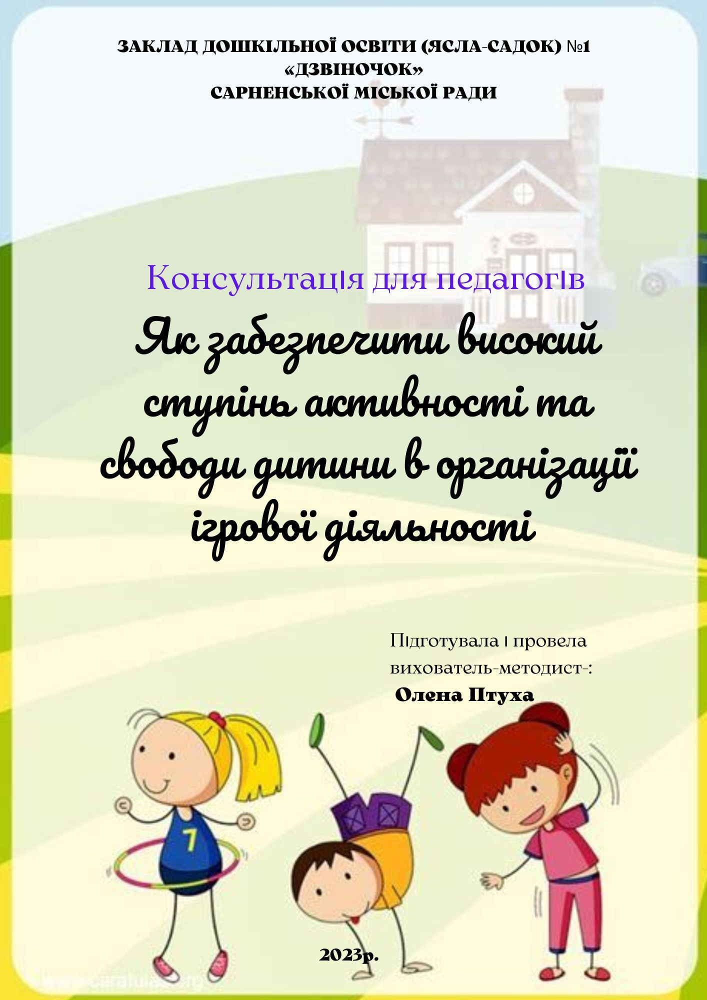 ЗАКЛАД ДОШКІЛЬНОЇ ОСВІТИ (ЯСЛА-САДОК) №1
«ДЗВІНОЧОК»
САРНЕНСЬКОЇ МІСЬКОЇ РАДИ
Консультація для педагогів
Як забезпечити високий
ступінь активності та
свободи дитини в організації
ігрової діяльності
Підготувала і провела
вихователь-методист-:
Олена Птуха
7
2023р.